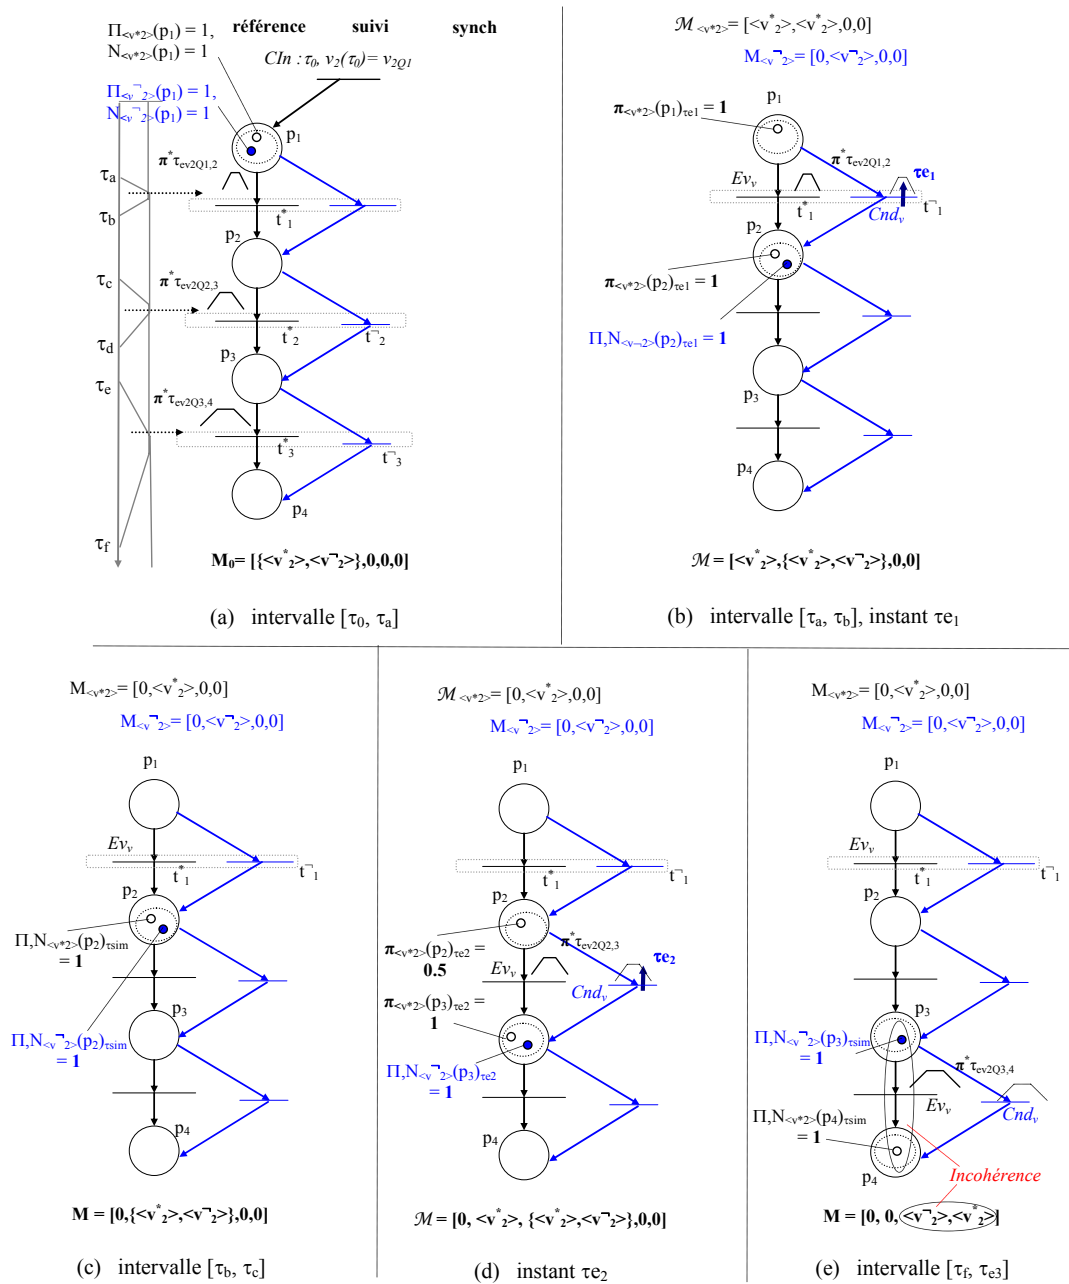 Π<v*2>(p1) = 1,
N<v*2>(p1) = 1
référence suivi synch
CIn : τ0, v2(τ0)= v2Q1
Π<v¬2>(p1) = 1,
N<v¬2>(p1) = 1
p1
π*τev2Q1,2
τa
τb
t*1
p2
τc
π*τev2Q2,3
t*2
t¬2
τd
p3
τe
π*τev2Q3,4
t*3
t¬3
p4
τf
M0= [{<v*2>,<v¬2>},0,0,0]
(a) intervalle [τ0, τa]
ℳ<v*2>= [<v*2>,<v*2>,0,0]
M<v¬2>= [0,<v¬2>,0,0]
p1
π<v*2>(p1)τe1 = 1
π*τev2Q1,2
Evv
τe1
t*1
Cndv
t¬1
p2
π<v*2>(p2)τe1 = 1
Π,N<v¬2>(p2)τe1 = 1
p3
p4
ℳ = [<v*2>,{<v*2>,<v¬2>},0,0]
(b) intervalle [τa, τb], instant τe1
M<v*2>= [0,<v*2>,0,0]
M<v¬2>= [0,<v¬2>,0,0]
p1
Evv
t*1
t¬1
p2
Π,N<v*2>(p2)τsim
= 1
p3
Π,N<v¬2>(p2)τsim
= 1
p4
M = [0,{<v*2>,<v¬2>},0,0]
(c) intervalle [τb, τc]
ℳ<v*2>= [0,<v*2>,0,0]
M<v¬2>= [0,<v¬2>,0,0]
p1
t*1
t¬1
p2
π<v*2>(p2)τe2 =
0.5
π*τev2Q2,3
Evv
τe2
Cndv
π<v*2>(p3)τe2 =
1
p3
Π,N<v¬2>(p3)τe2
= 1
p4
ℳ = [0, <v*2>, {<v*2>,<v¬2>},0,0]
(d) instant τe2
M<v*2>= [0,<v*2>,0,0]
M<v¬2>= [0,<v¬2>,0,0]
p1
Evv
t*1
t¬1
p2
p3
Π,N<v¬2>(p3)τsim
= 1
π*τev2Q3,4
Evv
Cndv
Π,N<v*2>(p4)τsim
= 1
p4
Incohérence
M = [0, 0, <v¬2>,<v*2>]
(e) intervalle [τf, τe3]